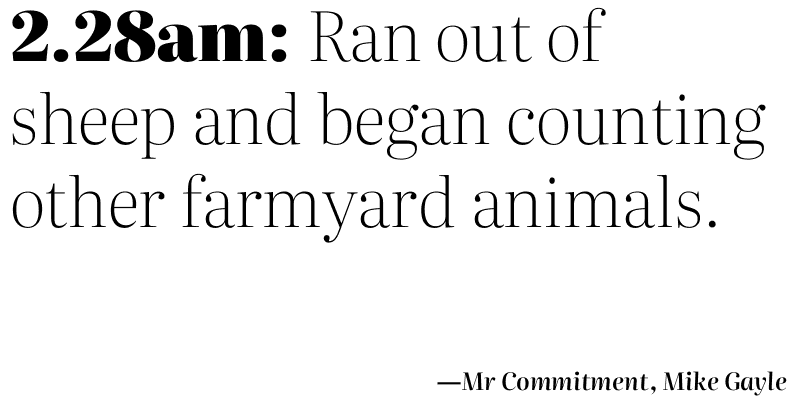 2.28am: Ran out of
sheep and began counting
other farmyard animals.
—Mr Commitment, Mike Gayle